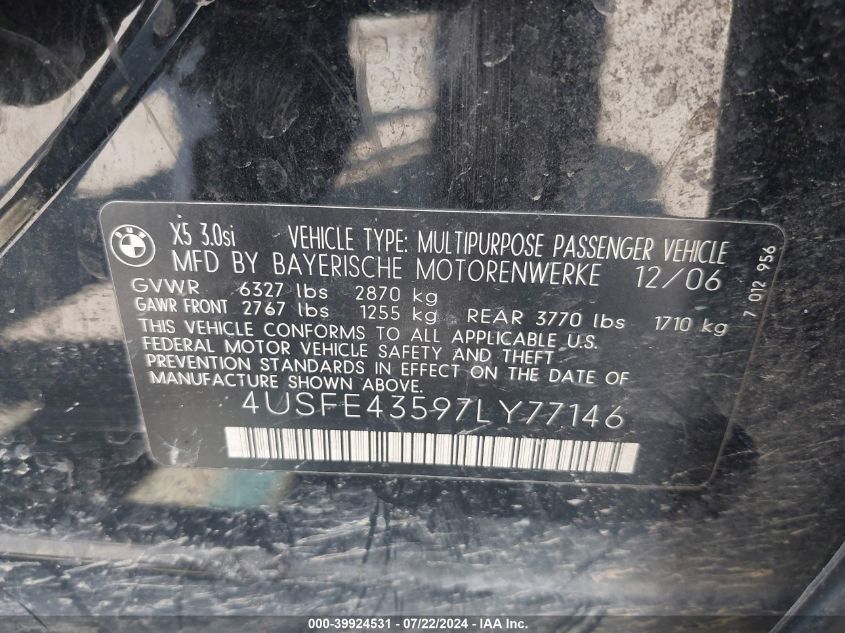 BMW
X5 3.0si VEHICLE TYPE: MULTIPURPOSE PASSENGER VEHICLE
MFD BY BAYERISCHE MOTORENWERKE 12/06
GVWR 6327 lbs 2870 kg
GAWR FRONT 2767 lbs 1255 kg REAR 3770 lbs 1710 kg
THIS VEHICLE CONFORMS TO ALL APPLICABLE U.S.
FEDERAL MOTOR VEHICLE SAFETY AND THEFT
PREVENTION STANDARDS IN EFFECT ON THE DATE OF
MANUFACTURE SHOWN ABOVE.
4USFE43597LY77146
7 012 956
000-39924531 - 07/22/2024 - IAA Inc.